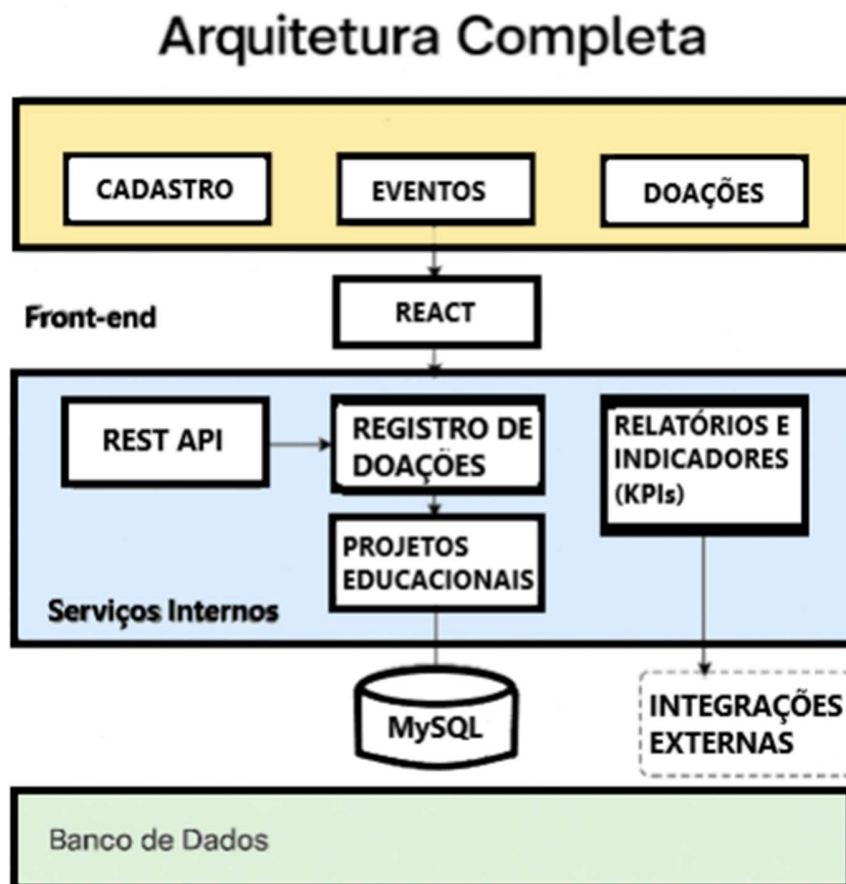 Arquitetura Completa
CADASTRO
EVENTOS
DOAÇÕES
REACT
Front-end
REST API
REGISTRO DE
DOAÇÕES
RELATÓRIOS E
INDICADORES
(KPIs)
PROJETOS
EDUCACIONAIS
Serviços Internos
MySQL
INTEGRAÇÕES
EXTERNAS
Banco de Dados